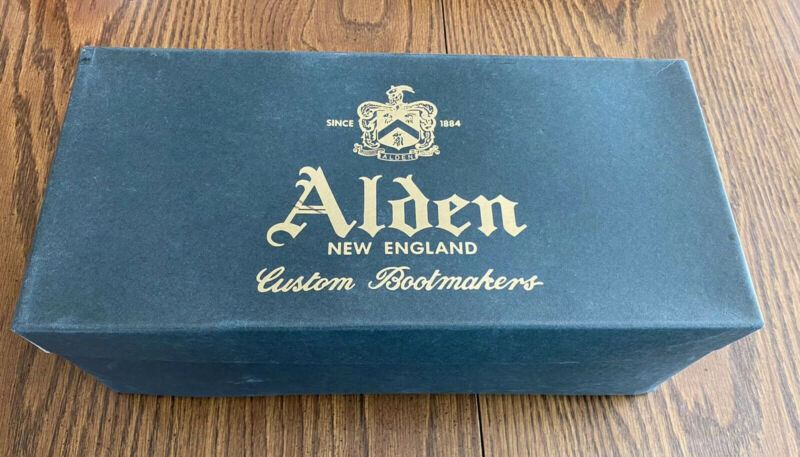 SINCE 1884
ALDEN
Alden
NEW ENGLAND
Custom Bootmakers